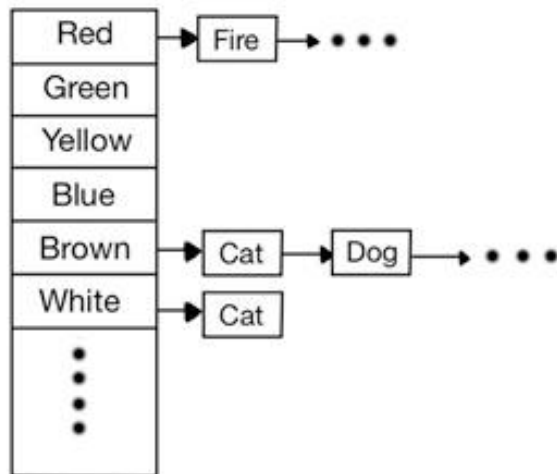 Red Fire
Green
Yellow
Blue
Brown Cat Dog
White Cat